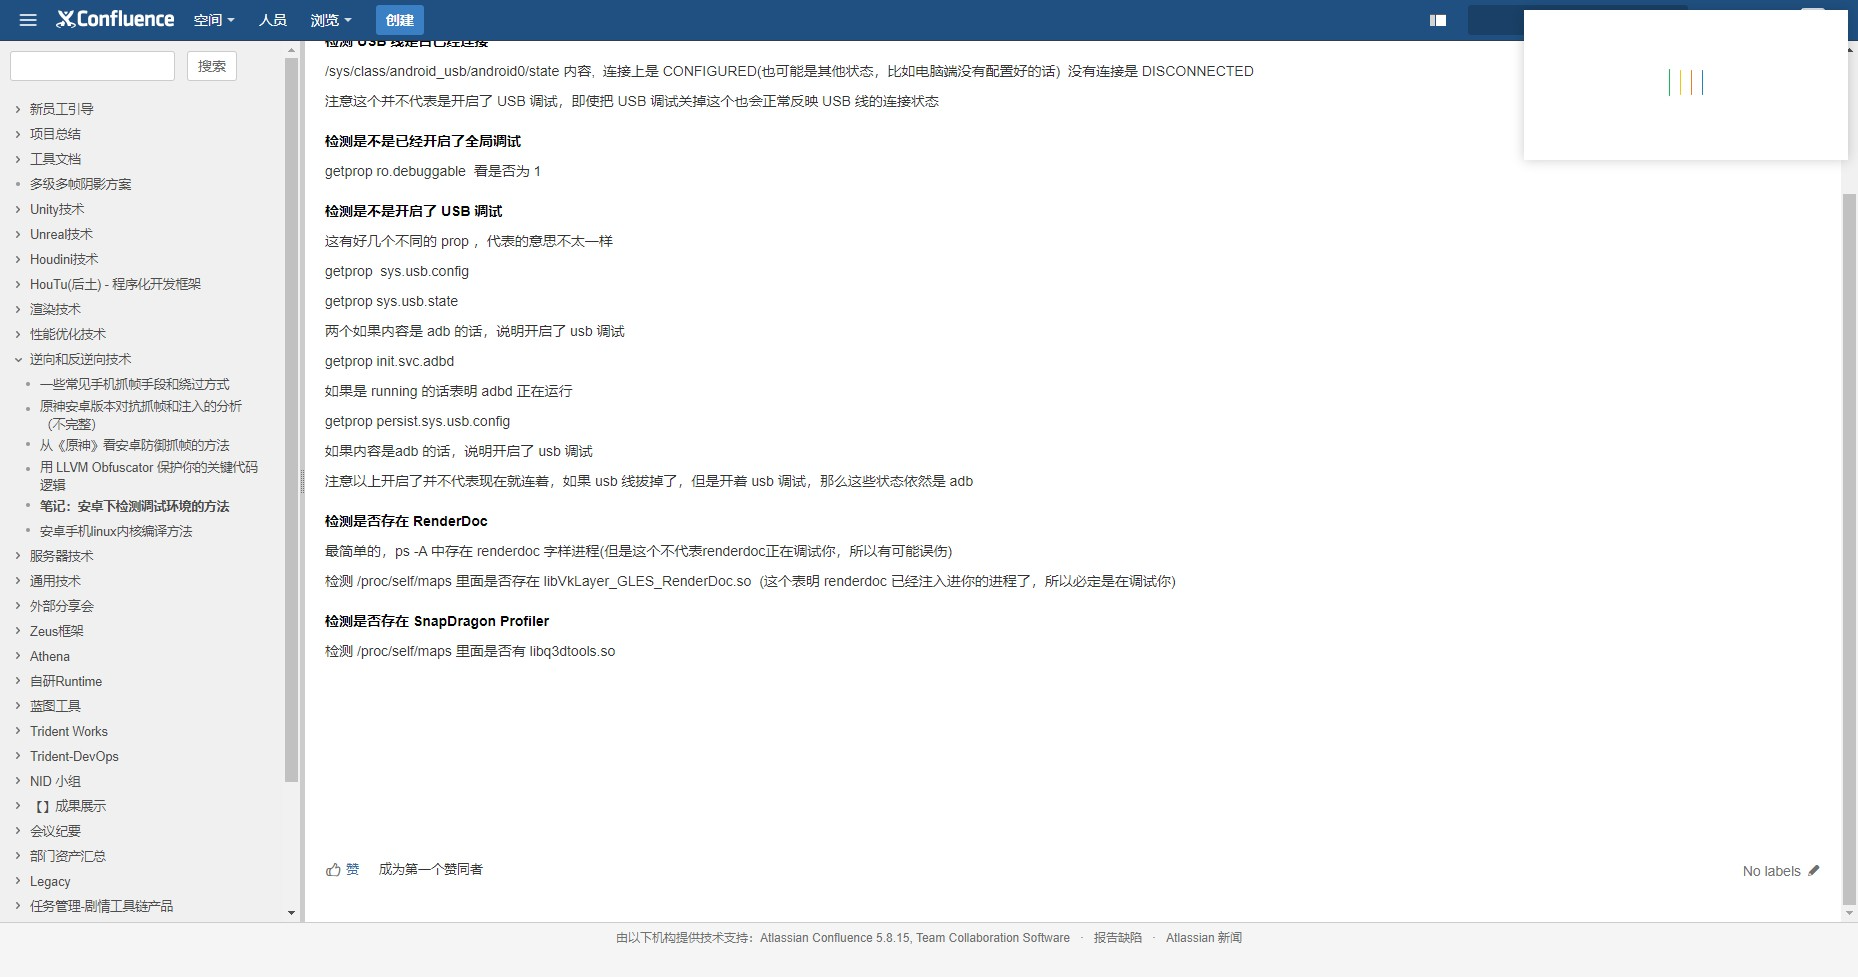 Confluence 空间 人员 浏览 创建
搜索
新员工引导
项目总结
工具文档
多级多帧阴影方案
Unity技术
Unreal技术
Houdini技术
HouTu(后土) - 程序化开发框架
渲染技术
性能优化技术
逆向和反逆向技术
一些常见手机抓帧手段和绕过方式
原神安卓版本对抗抓帧和注入的分析
（不完整）
从《原神》看安卓防御抓帧的方法
用 LLVM Obfuscator 保护你的关键代码
逻辑
笔记：安卓下检测调试环境的方法
安卓手机linux内核编译方法
服务器技术
通用技术
外部分享会
Zeus框架
Athena
自研Runtime
蓝图工具
Trident Works
Trident-DevOps
NID 小组
【】成果展示
会议纪要
部门资产汇总
Legacy
任务管理-剧情工具链产品
检测 USB 线是否已经连接
/sys/class/android_usb/android0/state 内容, 连接上是 CONFIGURED(也可能是其他状态，比如电脑端没有配置好的话) 没有连接是 DISCONNECTED
注意这个并不代表是开启了 USB 调试，即使把 USB 调试关掉这个也会正常反映 USB 线的连接状态
检测是不是已经开启了全局调试
getprop ro.debuggable 看是否为 1
检测是不是开启了 USB 调试
这有好几个不同的 prop ，代表的意思不太一样
getprop sys.usb.config
getprop sys.usb.state
两个如果内容是 adb 的话，说明开启了 usb 调试
getprop init.svc.adbd
如果是 running 的话表明 adbd 正在运行
getprop persist.sys.usb.config
如果内容是adb 的话，说明开启了 usb 调试
注意以上开启了并不代表现在就连着，如果 usb 线拔掉了，但是开着 usb 调试，那么这些状态依然是 adb
检测是否存在 RenderDoc
最简单的，ps -A 中存在 renderdoc 字样进程(但是这个不代表renderdoc正在调试你，所以有可能误伤)
检测 /proc/self/maps 里面是否存在 libVkLayer_GLES_RenderDoc.so (这个表明 renderdoc 已经注入进你的进程了，所以必定是在调试你)
检测是否存在 SnapDragon Profiler
检测 /proc/self/maps 里面是否有 libq3dtools.so
赞 成为第一个赞同者
No labels
由以下机构提供技术支持：Atlassian Confluence 5.8.15, Team Collaboration Software · 报告缺陷 · Atlassian 新闻